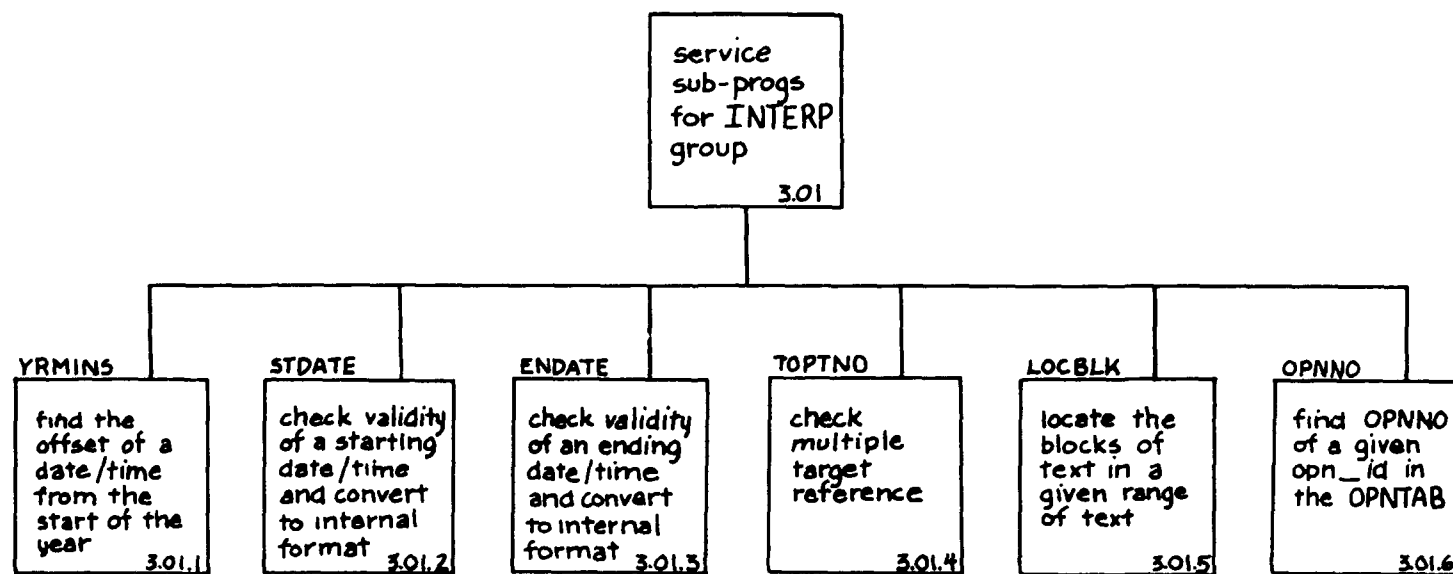 service
sub-progs
for INTERP
group
3.01
YRMINS
find the
offset of a
date/time
from the
start of the
year
3.01.1
STDATE
check validity
of a starting
date/time
and convert
to internal
format
3.01.2
ENDATE
check validity
of an ending
date/time
and convert
to internal
format
3.01.3
TOPTNO
check
multiple
target
reference
3.01.4
LOCBLK
locate the
blocks of
text in a
given range
of text
3.01.5
OPNNO
find OPNNO
of a given
opn_id in
the OPNTAB
3.01.6